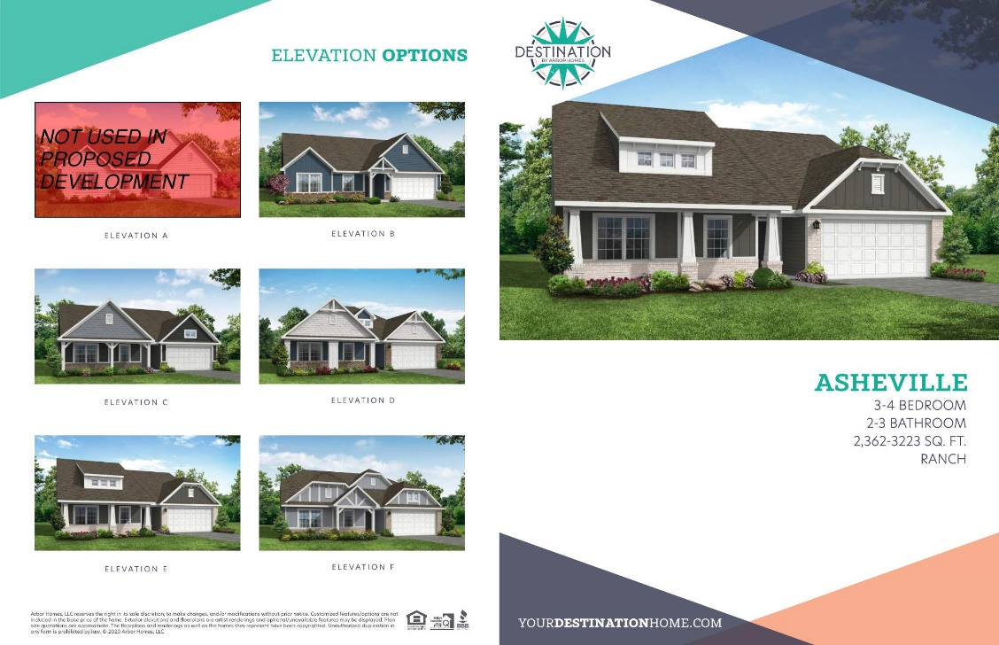 ELEVATION OPTIONS
NOT USED IN
PROPOSED
DEVELOPMENT
ELEVATION A
ELEVATION B
ELEVATION C
ELEVATION D
ELEVATION E
ELEVATION F
Arbor Homes, LLC reserves the right in its sole discretion, to make changes, and/or modifications without prior notice. Customized features/options are not
included in the base price of the home. Exterior elevations and floorplans are artist renderings and optional/unavailable features may be displayed. Plan
size quotations are approximate. The floorplans and renderings as well as the homes they represent have been copyrighted. Unauthorized duplication in
any form is prohibited by law. © 2020 Arbor Homes, LLC
BBB
DESTINATION
BY ARBOR HOMES
ASHEVILLE
3-4 BEDROOM
2-3 BATHROOM
2,362-3223 SQ. FT.
RANCH
YOURDESTINATIONHOME.COM